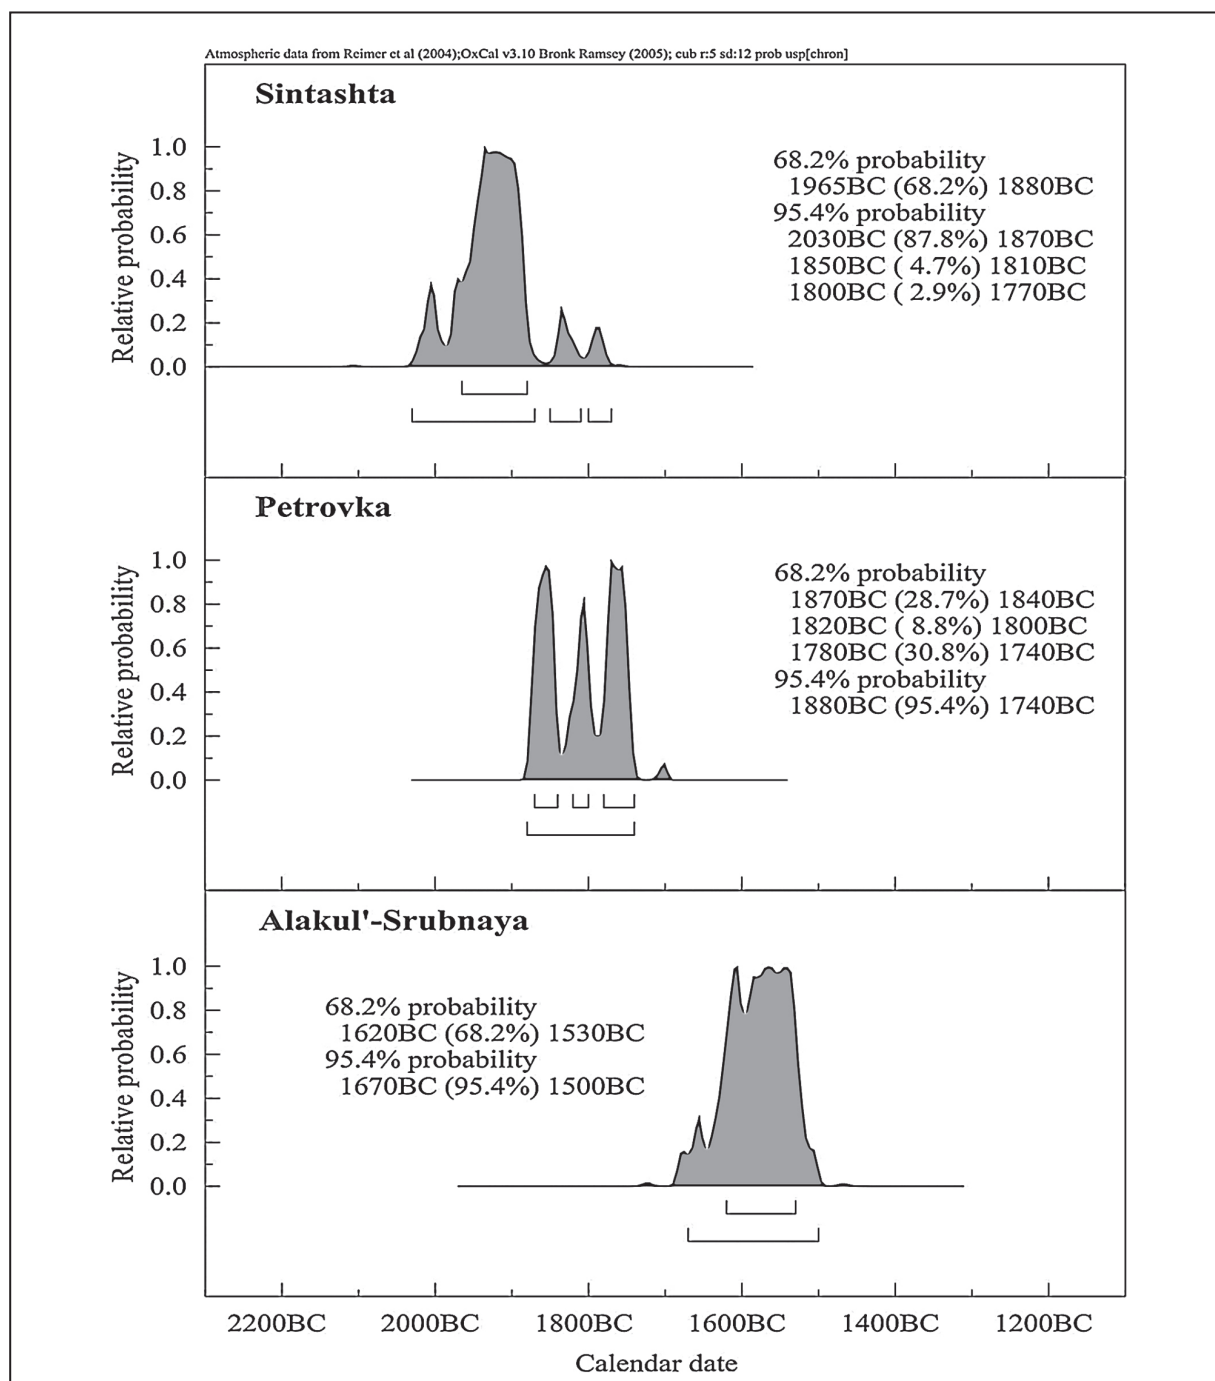 Atmospheric data from Reimer et al (2004);OxCal v3.10 Bronk Ramsey (2005); cub r:5 sd:12 prob usp[chron]
Sintashta
Relative probability
1.0
0.8
0.6
0.4
0.2
0.0
68.2% probability
1965BC (68.2%) 1880BC
95.4% probability
2030BC (87.8%) 1870BC
1850BC ( 4.7%) 1810BC
1800BC ( 2.9%) 1770BC
Petrovka
Relative probability
1.0
0.8
0.6
0.4
0.2
0.0
68.2% probability
1870BC (28.7%) 1840BC
1820BC ( 8.8%) 1800BC
1780BC (30.8%) 1740BC
95.4% probability
1880BC (95.4%) 1740BC
Alakul'-Srubnaya
Relative probability
1.0
0.8
0.6
0.4
0.2
0.0
68.2% probability
1620BC (68.2%) 1530BC
95.4% probability
1670BC (95.4%) 1500BC
2200BC 2000BC 1800BC 1600BC 1400BC 1200BC
Calendar date